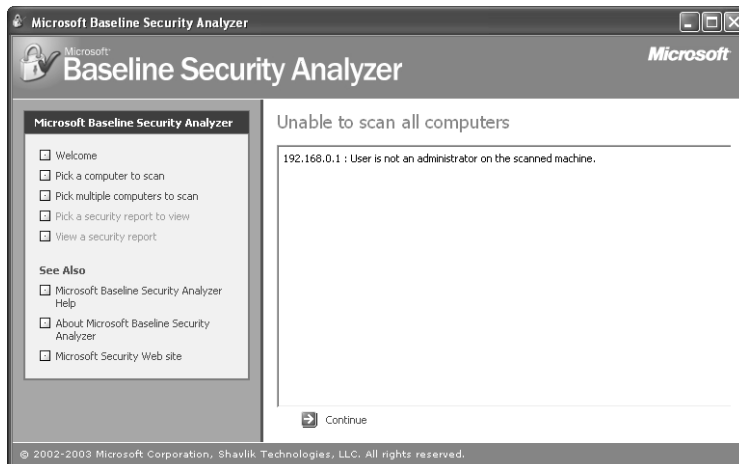 Microsoft Baseline Security Analyzer
Microsoft
Baseline Security Analyzer
Microsoft
Microsoft Baseline Security Analyzer
Welcome
Pick a computer to scan
Pick multiple computers to scan
Pick a security report to view
View a security report
See Also
Microsoft Baseline Security Analyzer
Help
About Microsoft Baseline Security
Analyzer
Microsoft Security Web site
Unable to scan all computers
192.168.0.1 : User is not an administrator on the scanned machine.
Continue
© 2002-2003 Microsoft Corporation, Shavlik Technologies, LLC. All rights reserved.